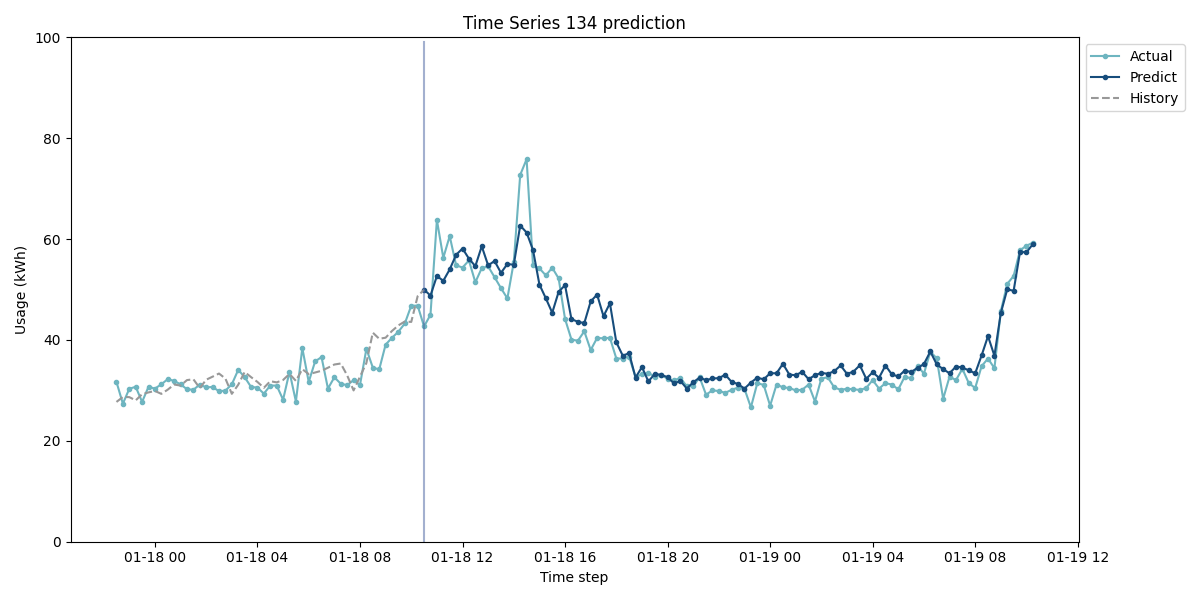 Time Series 134 prediction
100
80
60
40
20
0
Usage (kWh)
01-18 00
01-18 04
01-18 08
01-18 12
01-18 16
01-18 20
01-19 00
01-19 04
01-19 08
01-19 12
Time step
Actual
Predict
History